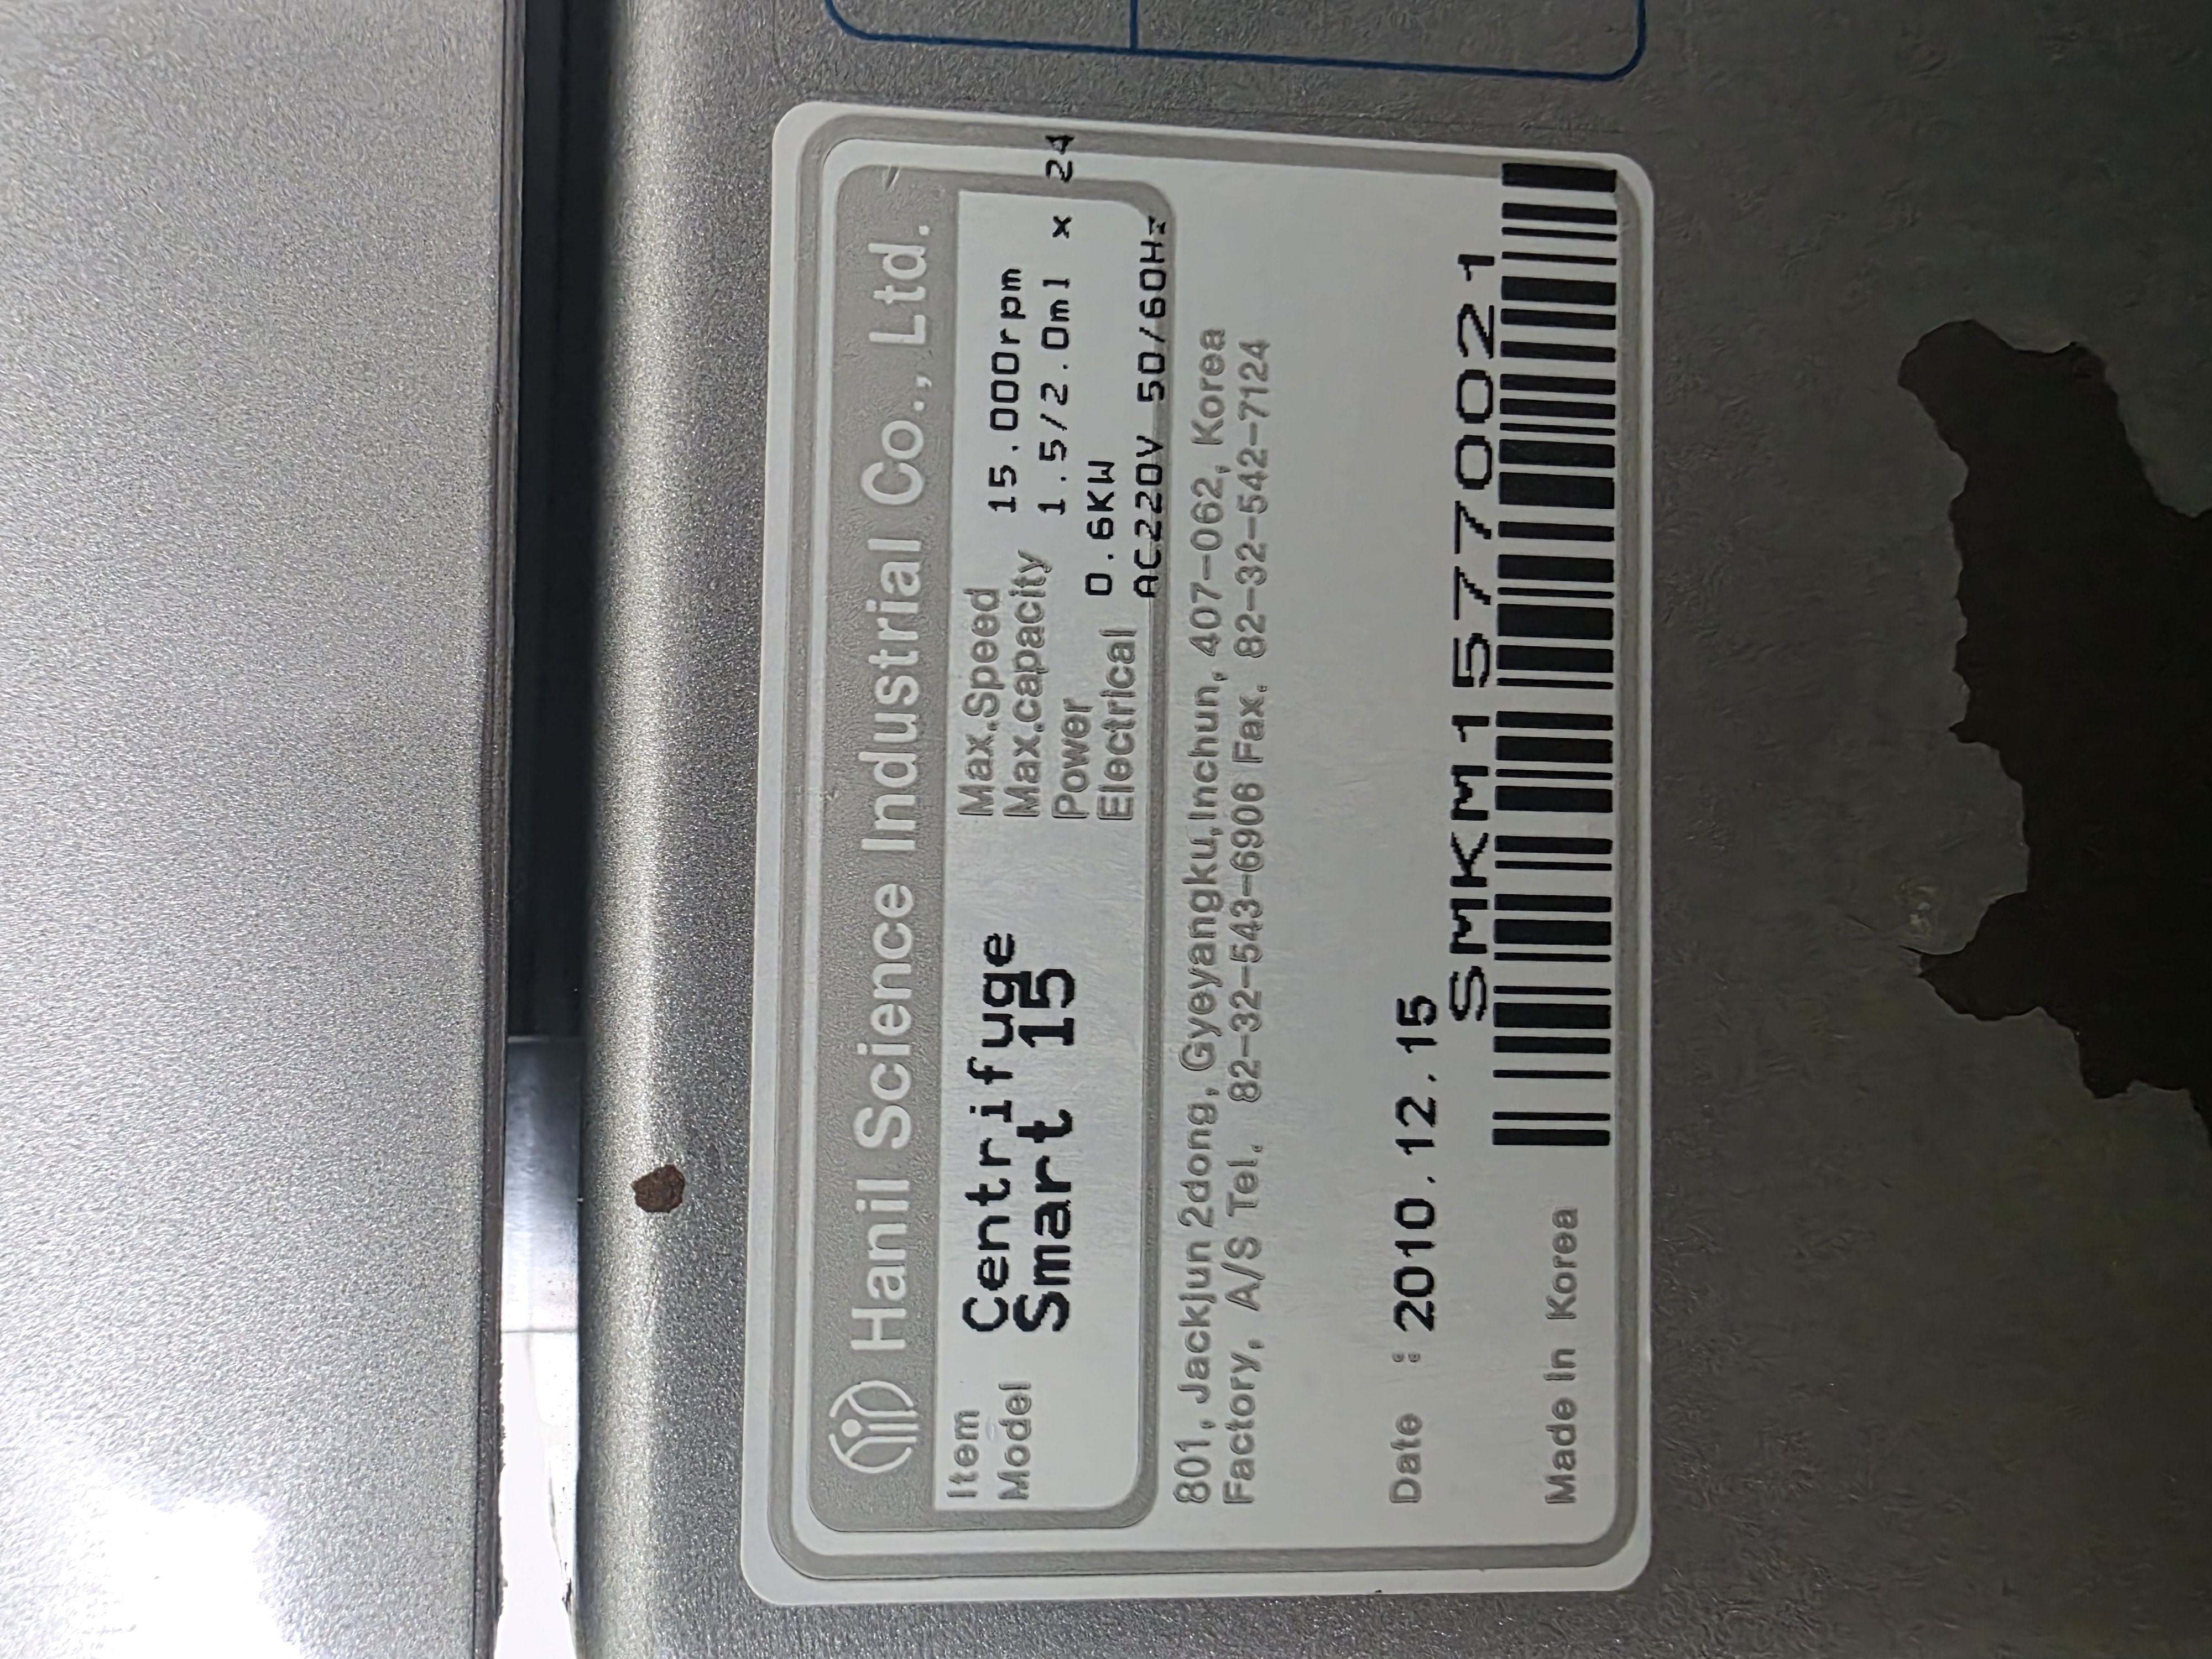 Hanil Science Industrial Co., Ltd.
Item Centrifuge
Model Smart 15
Max.Speed 15.000rpm
Max.capacity 1.5/2.0ml x 24
Power 0.6KW
Electrical AC220V 50/60Hz
801, Jackjun 2dong, Gyeyangku,Inchun, 407-062, Korea
Factory, A/S Tel. 82-32-543-6906 Fax. 82-32-542-7124
Date : 2010.12.15
SMKM15770021
Made in Korea